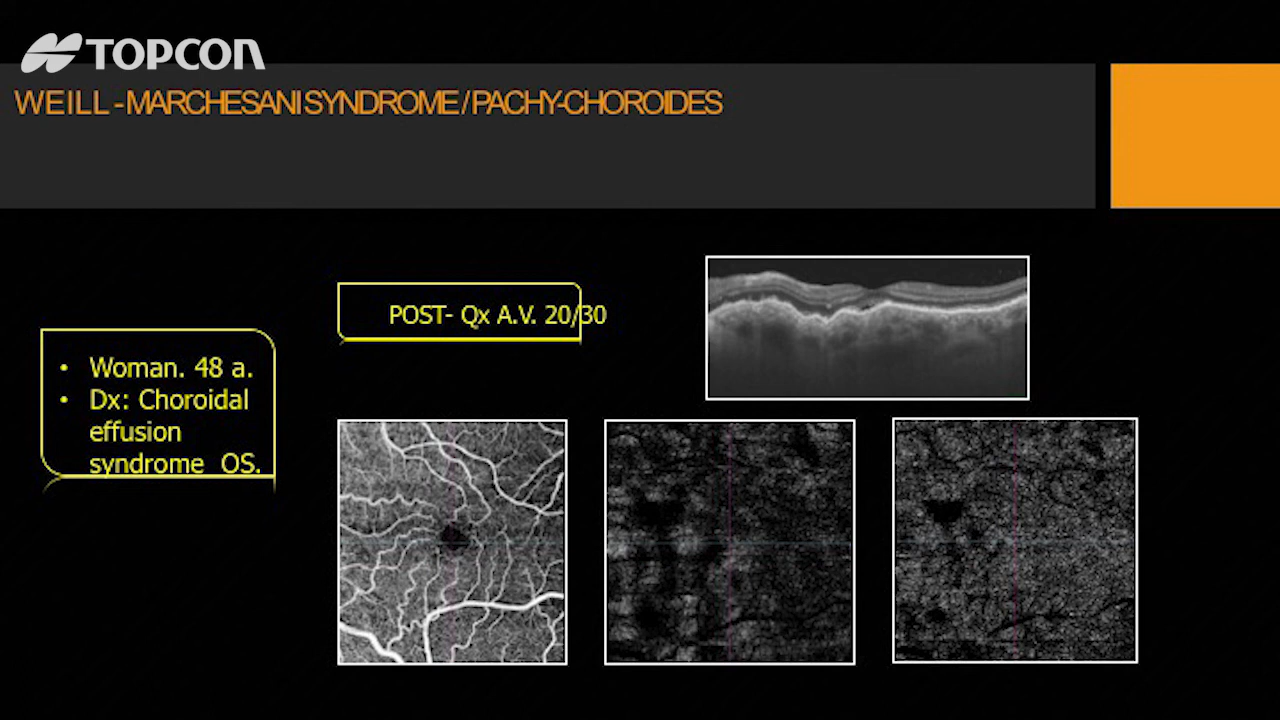 TOPCON
WEILL - MARCHESANI SYNDROME / PACHY-CHOROIDES
POST- Qx A.V. 20/30
• Woman. 48 a.
• Dx: Choroidal
effusion
syndrome OS.